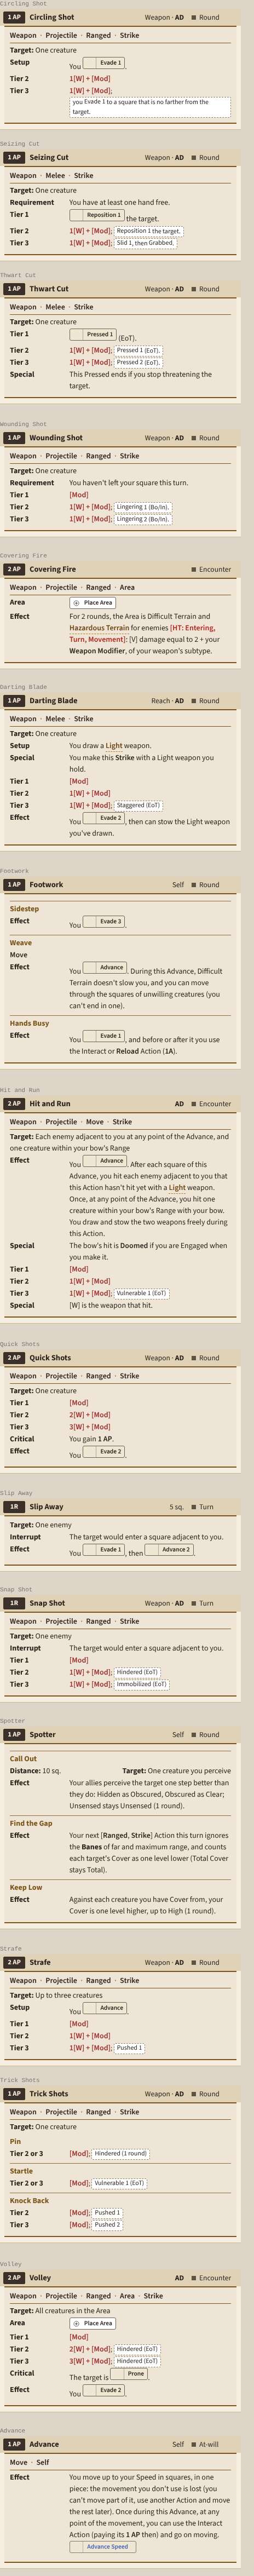 Circling Shot
1 AP Circling Shot Weapon · AD Round
Weapon · Projectile · Ranged · Strike
Target: One creature
Setup You Evade 1 .
Tier 2 1[W] + [Mod]
Tier 3 1[W] + [Mod];
you Evade 1 to a square that is no farther from the
target.
Seizing Cut
1 AP Seizing Cut Weapon · AD Round
Weapon · Melee · Strike
Target: One creature
Requirement You have at least one hand free.
Tier 1 Reposition 1 the target.
Tier 2 1[W] + [Mod]; Reposition 1 the target.
Tier 3 1[W] + [Mod]; Slid 1, then Grabbed.
Thwart Cut
1 AP Thwart Cut Weapon · AD Round
Weapon · Melee · Strike
Target: One creature
Tier 1 Pressed 1 (EoT).
Tier 2 1[W] + [Mod]; Pressed 1 (EoT).
Tier 3 1[W] + [Mod]; Pressed 2 (EoT).
Special This Pressed ends if you stop threatening the
target.
Wounding Shot
1 AP Wounding Shot Weapon · AD Round
Weapon · Projectile · Ranged · Strike
Target: One creature
Requirement You haven't left your square this turn.
Tier 1 [Mod]
Tier 2 1[W] + [Mod]; Lingering 1 (Bo/In).
Tier 3 1[W] + [Mod]; Lingering 2 (Bo/In).
Covering Fire
2 AP Covering Fire Encounter
Weapon · Projectile · Ranged · Area
Area Place Area
Effect For 2 rounds, the Area is Difficult Terrain and
Hazardous Terrain for enemies [HT: Entering,
Turn, Movement]: [V] damage equal to 2 + your
Weapon Modifier, of your weapon's subtype.
Darting Blade
1 AP Darting Blade Reach · AD Round
Weapon · Melee · Strike
Target: One creature
Setup You draw a Light weapon.
Special You make this Strike with a Light weapon you
hold.
Tier 1 [Mod]
Tier 2 1[W] + [Mod]
Tier 3 1[W] + [Mod]; Staggered (EoT)
Effect You Evade 2 , then can stow the Light weapon
you've drawn.
Footwork
1 AP Footwork Self Round
Sidestep
Effect You Evade 3 .
Weave
Move
Effect You Advance . During this Advance, Difficult
Terrain doesn't slow you, and you can move
through the squares of unwilling creatures (you
can't end in one).
Hands Busy
Effect You Evade 1 , and before or after it you use
the Interact or Reload Action (1A).
Hit and Run
2 AP Hit and Run AD Encounter
Weapon · Projectile · Move · Strike
Target: Each enemy adjacent to you at any point of the Advance, and
one creature within your bow's Range
Effect You Advance . After each square of this
Advance, you hit each enemy adjacent to you that
this Action hasn't hit yet with a Light weapon.
Once, at any point of the Advance, you hit one
creature within your bow's Range with your bow.
You draw and stow the two weapons freely during
this Action.
Special The bow's hit is Doomed if you are Engaged when
you make it.
Tier 1 [Mod]
Tier 2 1[W] + [Mod]
Tier 3 1[W] + [Mod]; Vulnerable 1 (EoT)
Special [W] is the weapon that hit.
Quick Shots
2 AP Quick Shots Weapon · AD Round
Weapon · Projectile · Ranged · Strike
Target: One creature
Tier 1 [Mod]
Tier 2 2[W] + [Mod]
Tier 3 3[W] + [Mod]
Critical You gain 1 AP.
Effect You Evade 2 .
Slip Away
1R Slip Away 5 sq. Turn
Target: One enemy
Interrupt The target would enter a square adjacent to you.
Effect You Evade 1 , then Advance 2 .
Snap Shot
1R Snap Shot Weapon · AD Turn
Weapon · Projectile · Ranged · Strike
Target: One enemy
Interrupt The target would enter a square adjacent to you.
Tier 1 [Mod]
Tier 2 1[W] + [Mod]; Hindered (EoT)
Tier 3 1[W] + [Mod]; Immobilized (EoT)
Spotter
1 AP Spotter Self Round
Call Out
Distance: 10 sq. Target: One creature you perceive
Effect Your allies perceive the target one step better than
they do: Hidden as Obscured, Obscured as Clear;
Unsensed stays Unsensed (1 round).
Find the Gap
Effect Your next [Ranged, Strike] Action this turn ignores
the Banes of far and maximum range, and counts
each target's Cover as one level lower (Total Cover
stays Total).
Keep Low
Effect Against each creature you have Cover from, your
Cover is one level higher, up to High (1 round).
Strafe
2 AP Strafe Weapon · AD Round
Weapon · Projectile · Ranged · Strike
Target: Up to three creatures
Setup You Advance .
Tier 1 [Mod]
Tier 2 1[W] + [Mod]
Tier 3 1[W] + [Mod]; Pushed 1
Trick Shots
1 AP Trick Shots Weapon · AD Round
Weapon · Projectile · Ranged · Strike
Target: One creature
Pin
Tier 2 or 3 [Mod]; Hindered (1 round)
Startle
Tier 2 or 3 [Mod]; Vulnerable 1 (EoT)
Knock Back
Tier 2 [Mod]; Pushed 1
Tier 3 [Mod]; Pushed 2
Volley
2 AP Volley AD Encounter
Weapon · Projectile · Ranged · Area · Strike
Target: All creatures in the Area
Area Place Area
Tier 1 [Mod]
Tier 2 2[W] + [Mod]; Hindered (EoT)
Tier 3 3[W] + [Mod]; Hindered (EoT)
Critical The target is Prone .
Effect You Evade 2 .
Advance
1 AP Advance Self At-will
Move · Self
Effect You move up to your Speed in squares, in one
piece: the movement you don't use is lost (you
can't move part of it, use another Action and move
the rest later). Once during this Advance, at any
point of the movement, you can use the Interact
Action (paying its 1 AP then) and go on moving.
Advance Speed